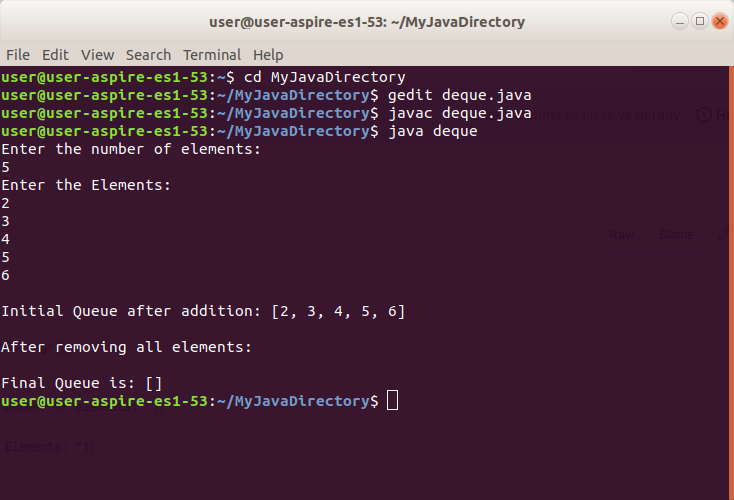 user@user-aspire-es1-53: ~/MyJavaDirectory
File Edit View Search Terminal Help
user@user-aspire-es1-53:~$ cd MyJavaDirectory
user@user-aspire-es1-53:~/MyJavaDirectory$ gedit deque.java
user@user-aspire-es1-53:~/MyJavaDirectory$ javac deque.java
user@user-aspire-es1-53:~/MyJavaDirectory$ java deque
Enter the number of elements:
5
Enter the Elements:
2
3
4
5
6
Initial Queue after addition: [2, 3, 4, 5, 6]
After removing all elements:
Final Queue is: []
user@user-aspire-es1-53:~/MyJavaDirectory$
yesterday
Raw Blame
Elements: ");